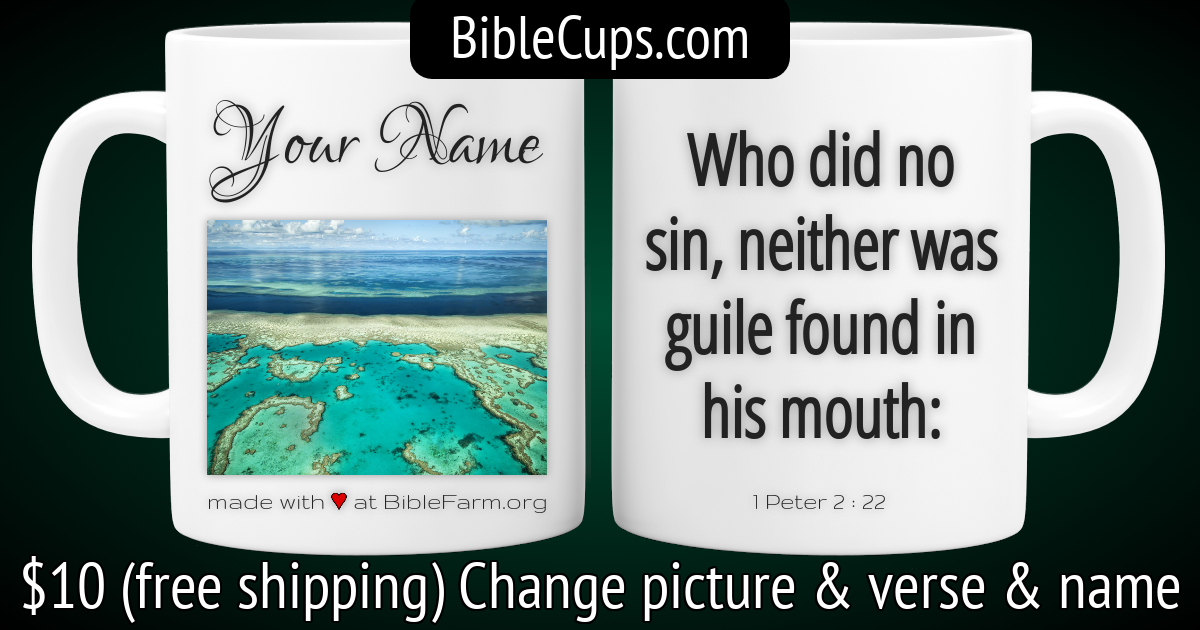 BibleCups.com
Your Name
made with ♥ at BibleFarm.org
Who did no
sin, neither was
guile found in
his mouth:
1 Peter 2 : 22
$10 (free shipping) Change picture & verse & name